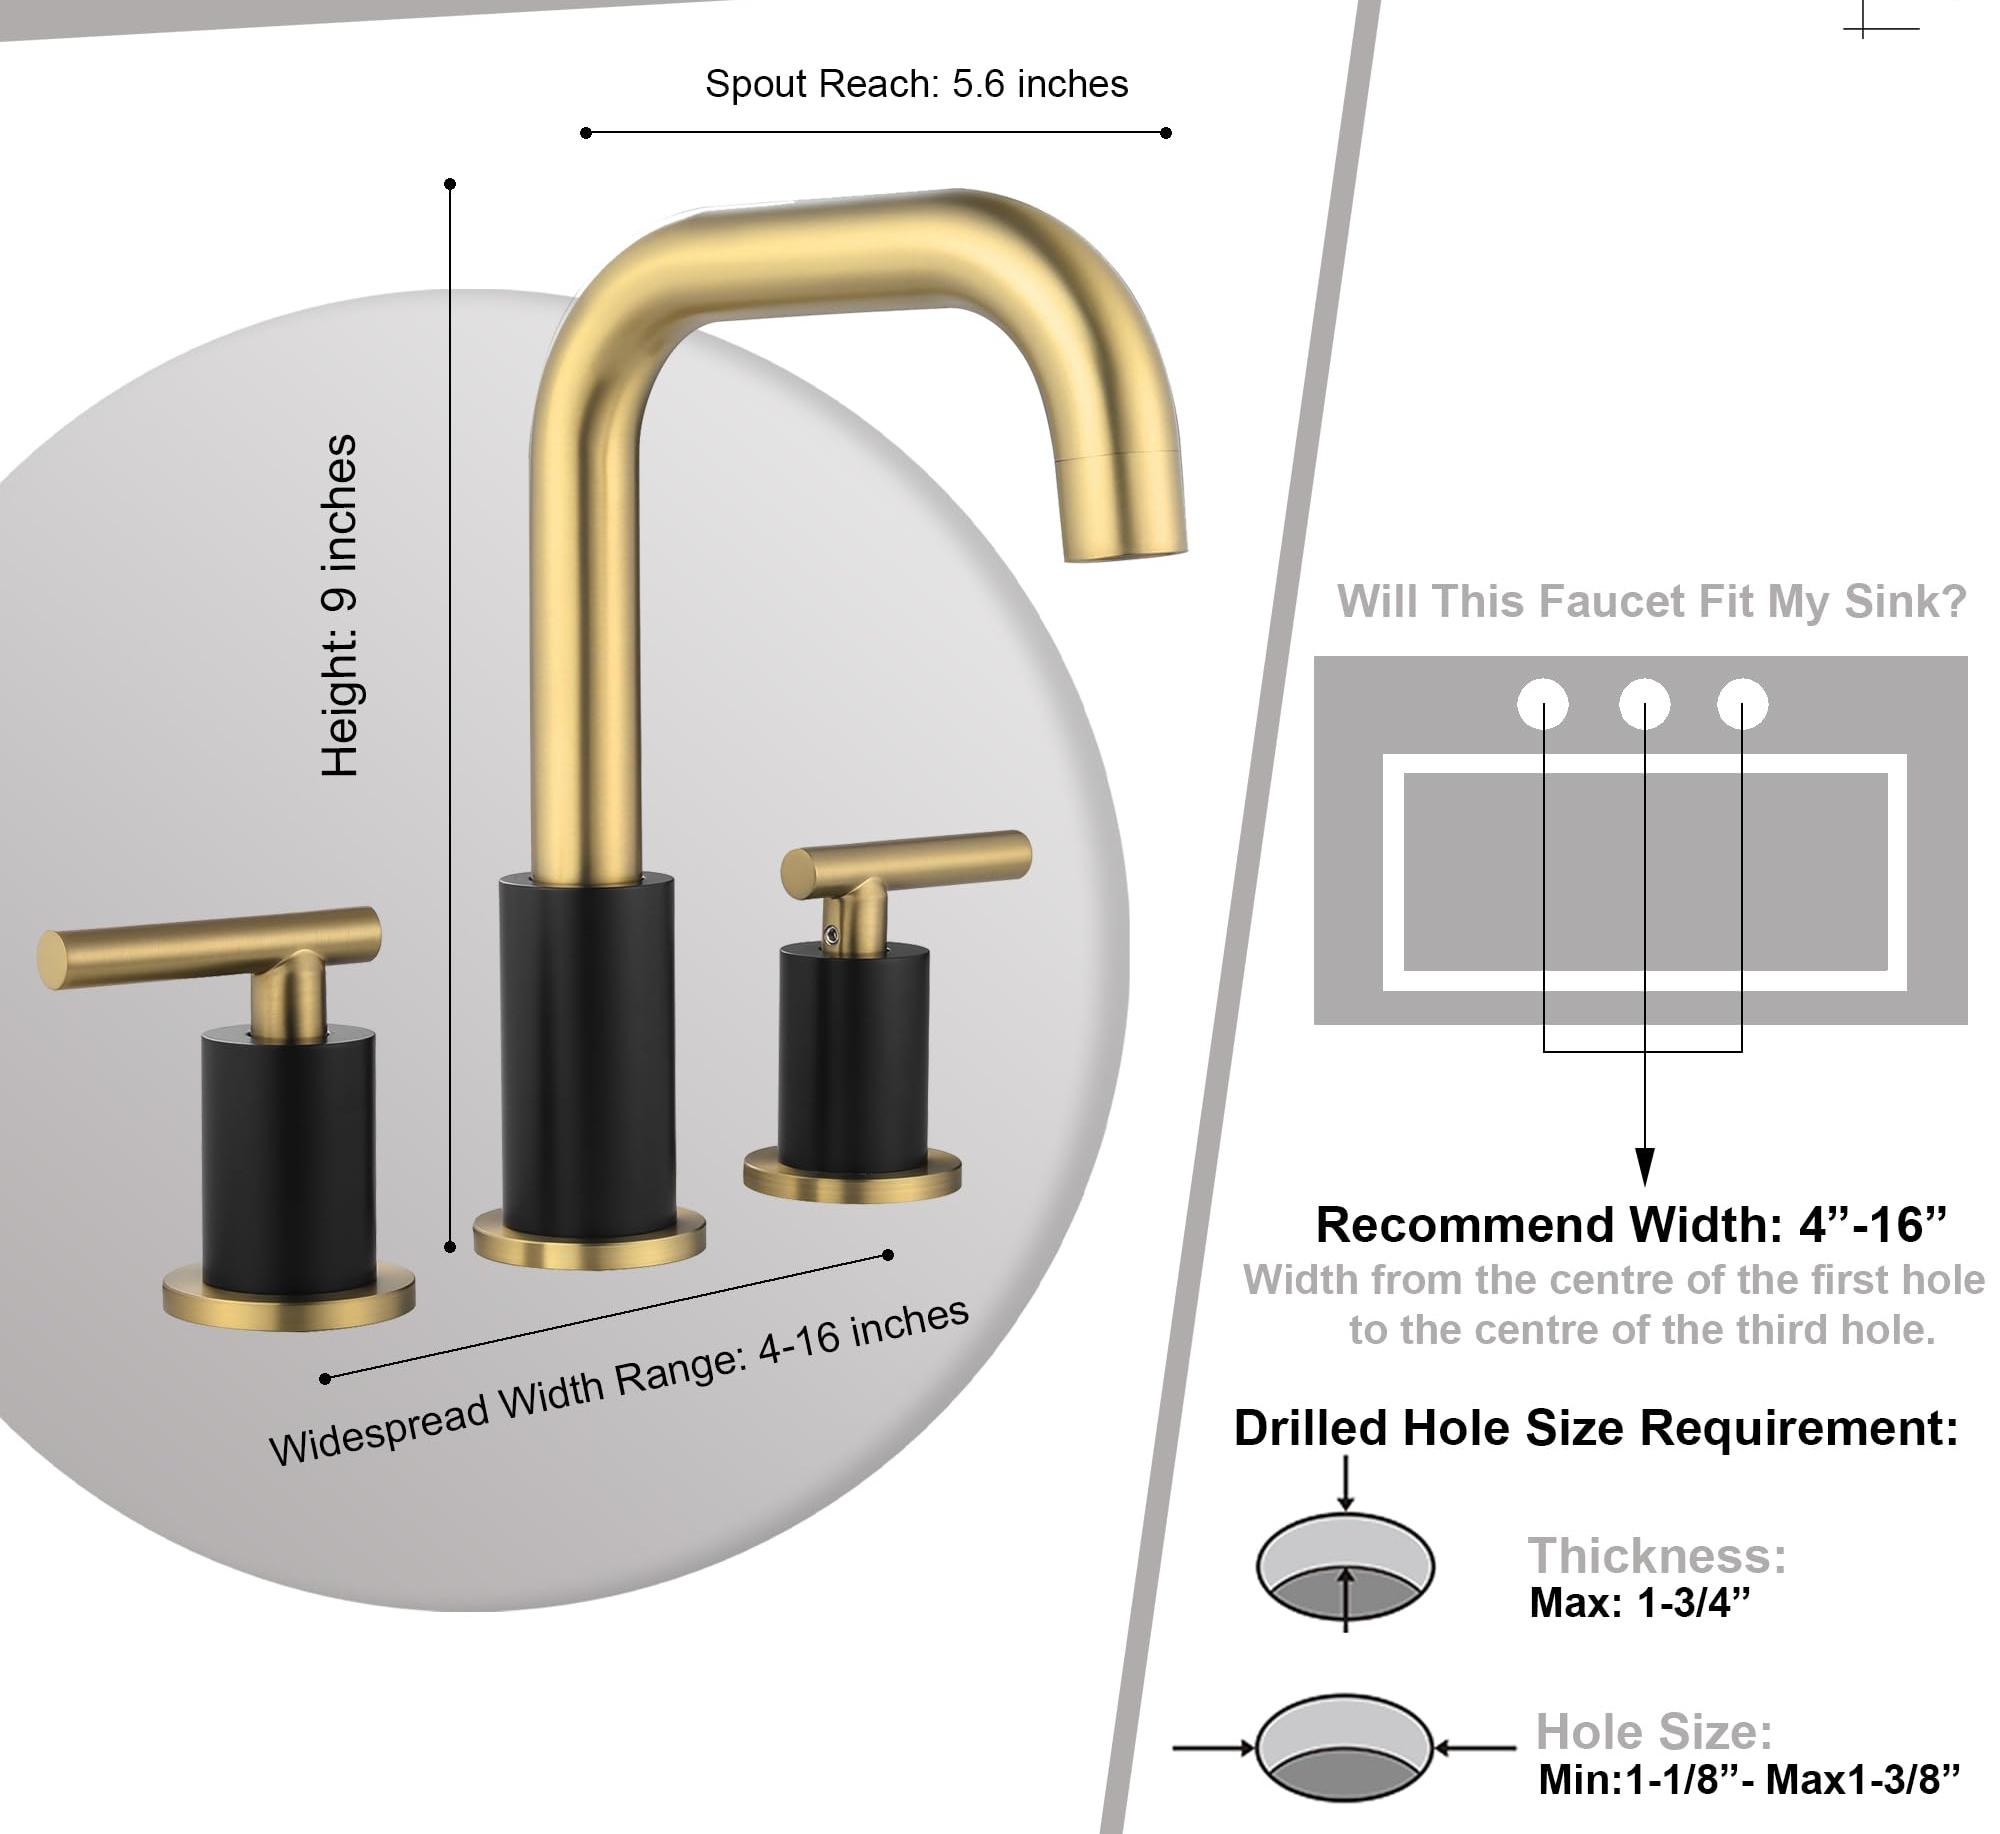 Spout Reach: 5.6 inches
Height: 9 inches
Widespread Width Range: 4-16 inches
Will This Faucet Fit My Sink?
Recommend Width: 4”-16”
Width from the centre of the first hole
to the centre of the third hole.
Drilled Hole Size Requirement:
Thickness:
Max: 1-3/4”
Hole Size:
Min:1-1/8”- Max1-3/8”